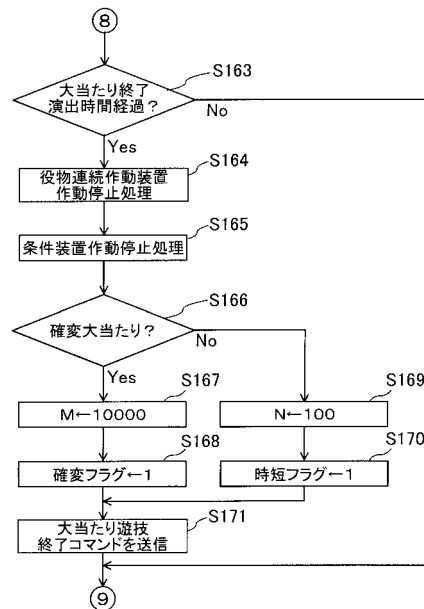 ⑧
S163
大当たり終了
演出時間経過?
No
Yes
S164
役物連続作動装置
作動停止処理
S165
条件装置作動停止処理
S166
確変大当たり?
No
Yes
S167
M←10000
S169
N←100
S168
確変フラグ←1
S170
時短フラグ←1
S171
大当たり遊技
終了コマンドを送信
⑨